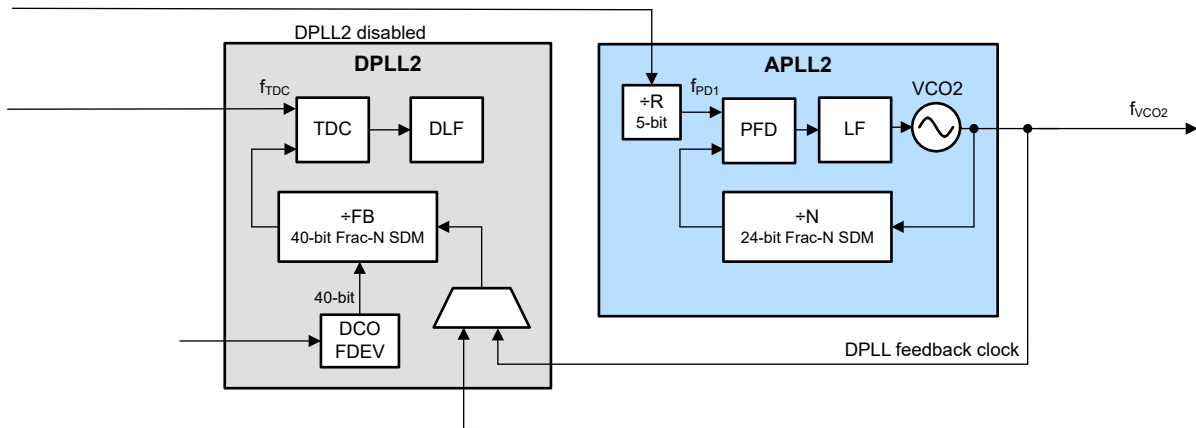 DPLL2 disabled
DPLL2
APLL2
fTDC
TDC
DLF
÷R
5-bit
fPD1
PFD
LF
VCO2
fVCO2
÷FB
40-bit Frac-N SDM
÷N
24-bit Frac-N SDM
40-bit
DCO
FDEV
DPLL feedback clock